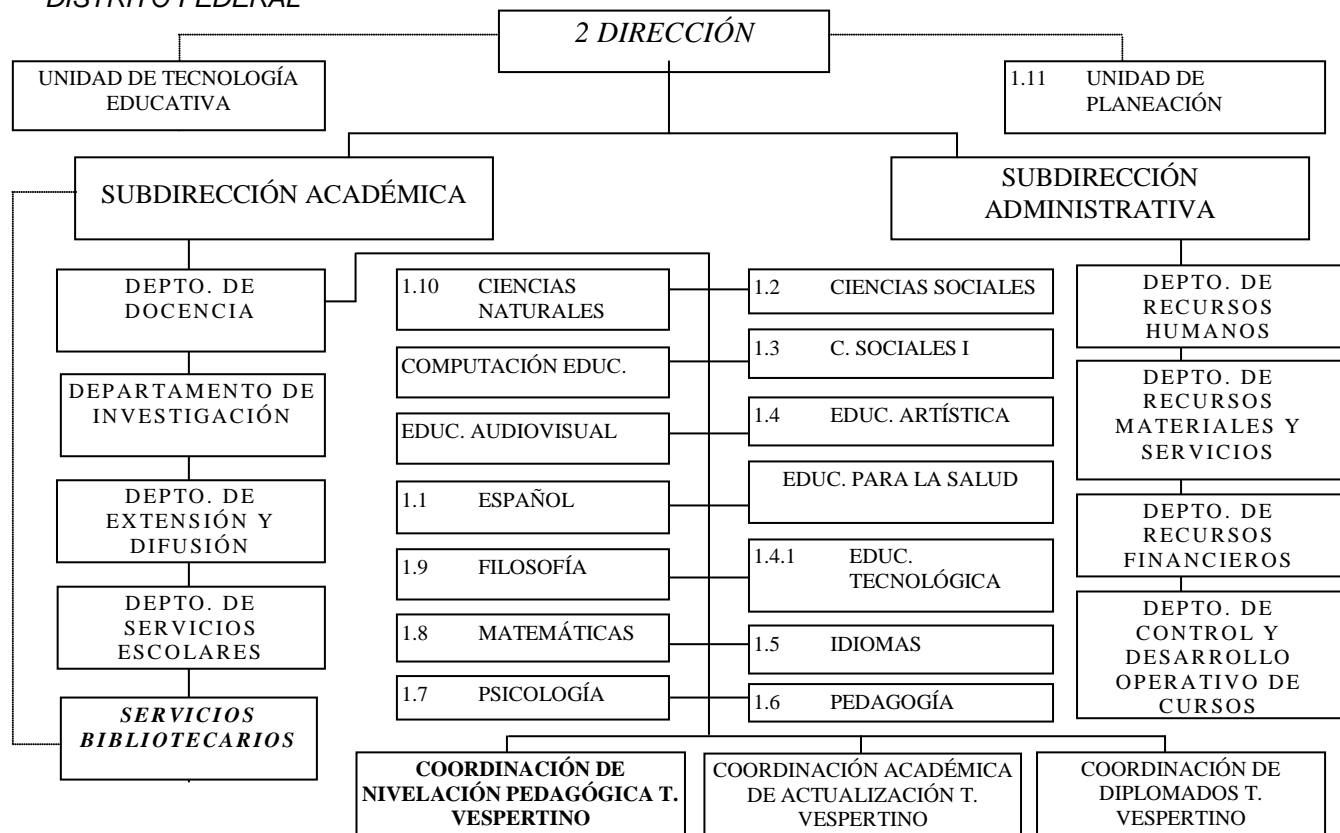 DISTRITO FEDERAL
2 DIRECCIÓN
UNIDAD DE TECNOLOGÍA
EDUCATIVA
1.11 UNIDAD DE
PLANEACIÓN
SUBDIRECCIÓN ACADÉMICA
SUBDIRECCIÓN
ADMINISTRATIVA
DEPTO. DE
DOCENCIA
DEPARTAMENTO DE
INVESTIGACIÓN
DEPTO. DE
EXTENSIÓN Y
DIFUSIÓN
DEPTO. DE
SERVICIOS
ESCOLARES
SERVICIOS
BIBLIOTECARIOS
1.10 CIENCIAS
NATURALES
COMPUTACIÓN EDUC.
EDUC. AUDIOVISUAL
1.1 ESPAÑOL
1.9 FILOSOFÍA
1.8 MATEMÁTICAS
1.7 PSICOLOGÍA
1.2 CIENCIAS SOCIALES
1.3 C. SOCIALES I
1.4 EDUC. ARTÍSTICA
EDUC. PARA LA SALUD
1.4.1 EDUC.
TECNOLÓGICA
1.5 IDIOMAS
1.6 PEDAGOGÍA
DEPTO. DE
RECURSOS
HUMANOS
DEPTO. DE
RECURSOS
MATERIALES Y
SERVICIOS
DEPTO. DE
RECURSOS
FINANCIEROS
DEPTO. DE
CONTROL Y
DESARROLLO
OPERATIVO DE
CURSOS
COORDINACIÓN DE
NIVELACIÓN PEDAGÓGICA T.
VESPERTINO
COORDINACIÓN ACADÉMICA
DE ACTUALIZACIÓN T.
VESPERTINO
COORDINACIÓN DE
DIPLOMADOS T.
VESPERTINO